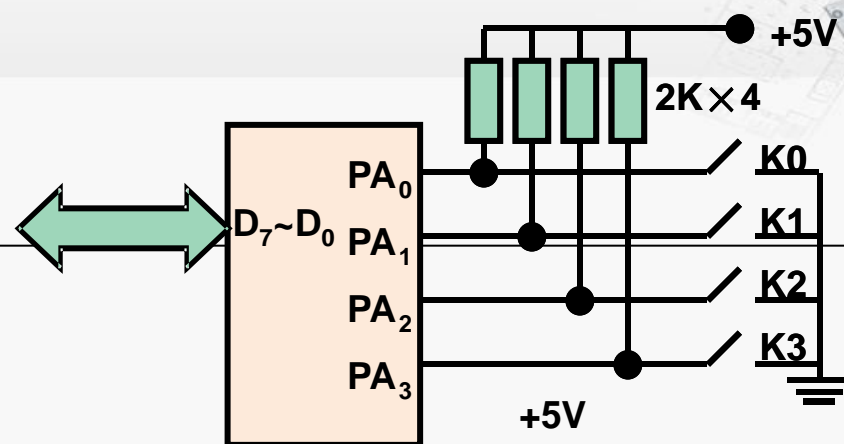 +5V
2K×4
PA0 K0
D7~D0 PA1 K1
PA2 K2
PA3 K3
+5V